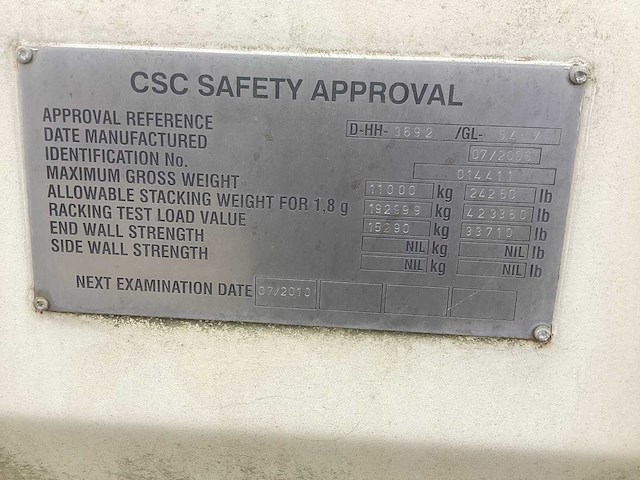 CSC SAFETY APPROVAL
APPROVAL REFERENCE D-HH- 3692 /GL-
DATE MANUFACTURED
IDENTIFICATION No. 014411
MAXIMUM GROSS WEIGHT 11000 kg 24250 lb
ALLOWABLE STACKING WEIGHT FOR 1,8 g kg lb
RACKING TEST LOAD VALUE 15290 kg 33710 lb
END WALL STRENGTH NIL kg NIL lb
SIDE WALL STRENGTH NIL kg NIL lb
NEXT EXAMINATION DATE 07/2010